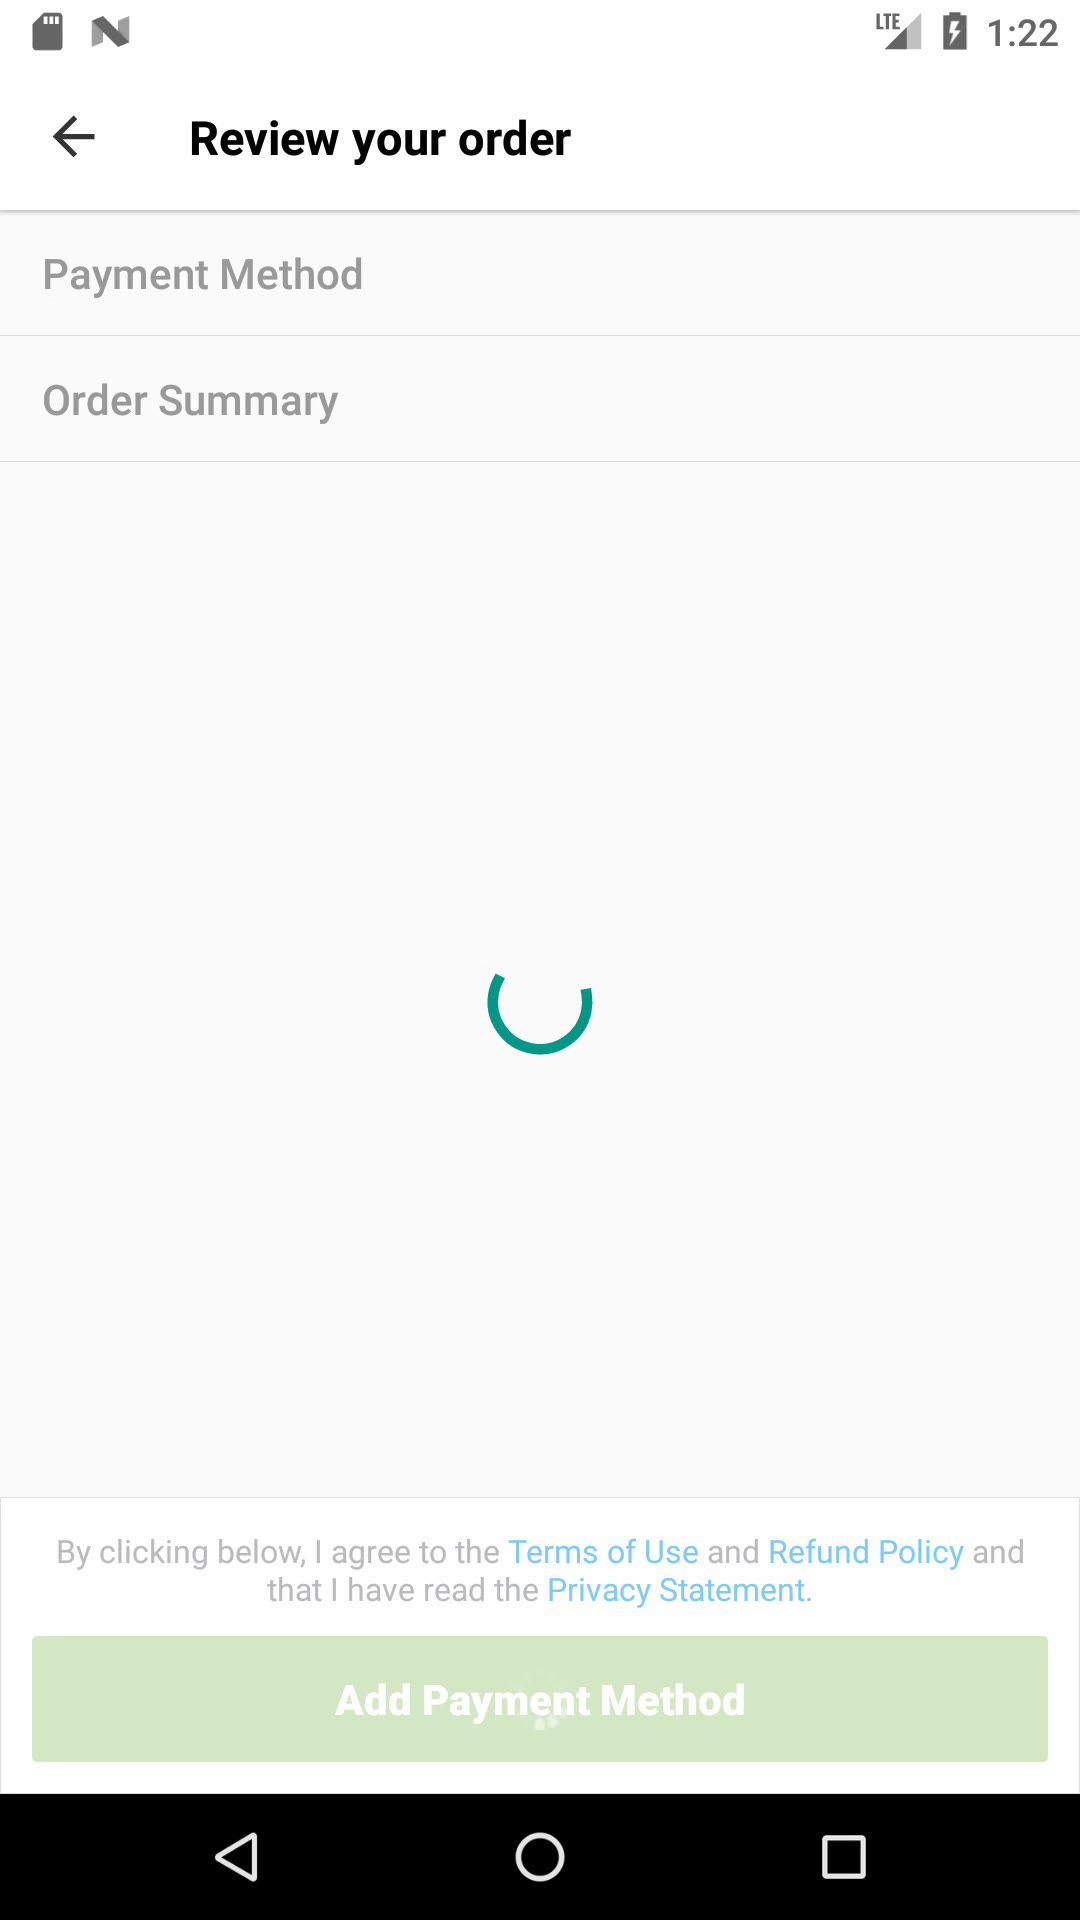 LTE 1:22
Review your order
Payment Method
Order Summary
By clicking below, I agree to the Terms of Use and Refund Policy and
that I have read the Privacy Statement.
Add Payment Method